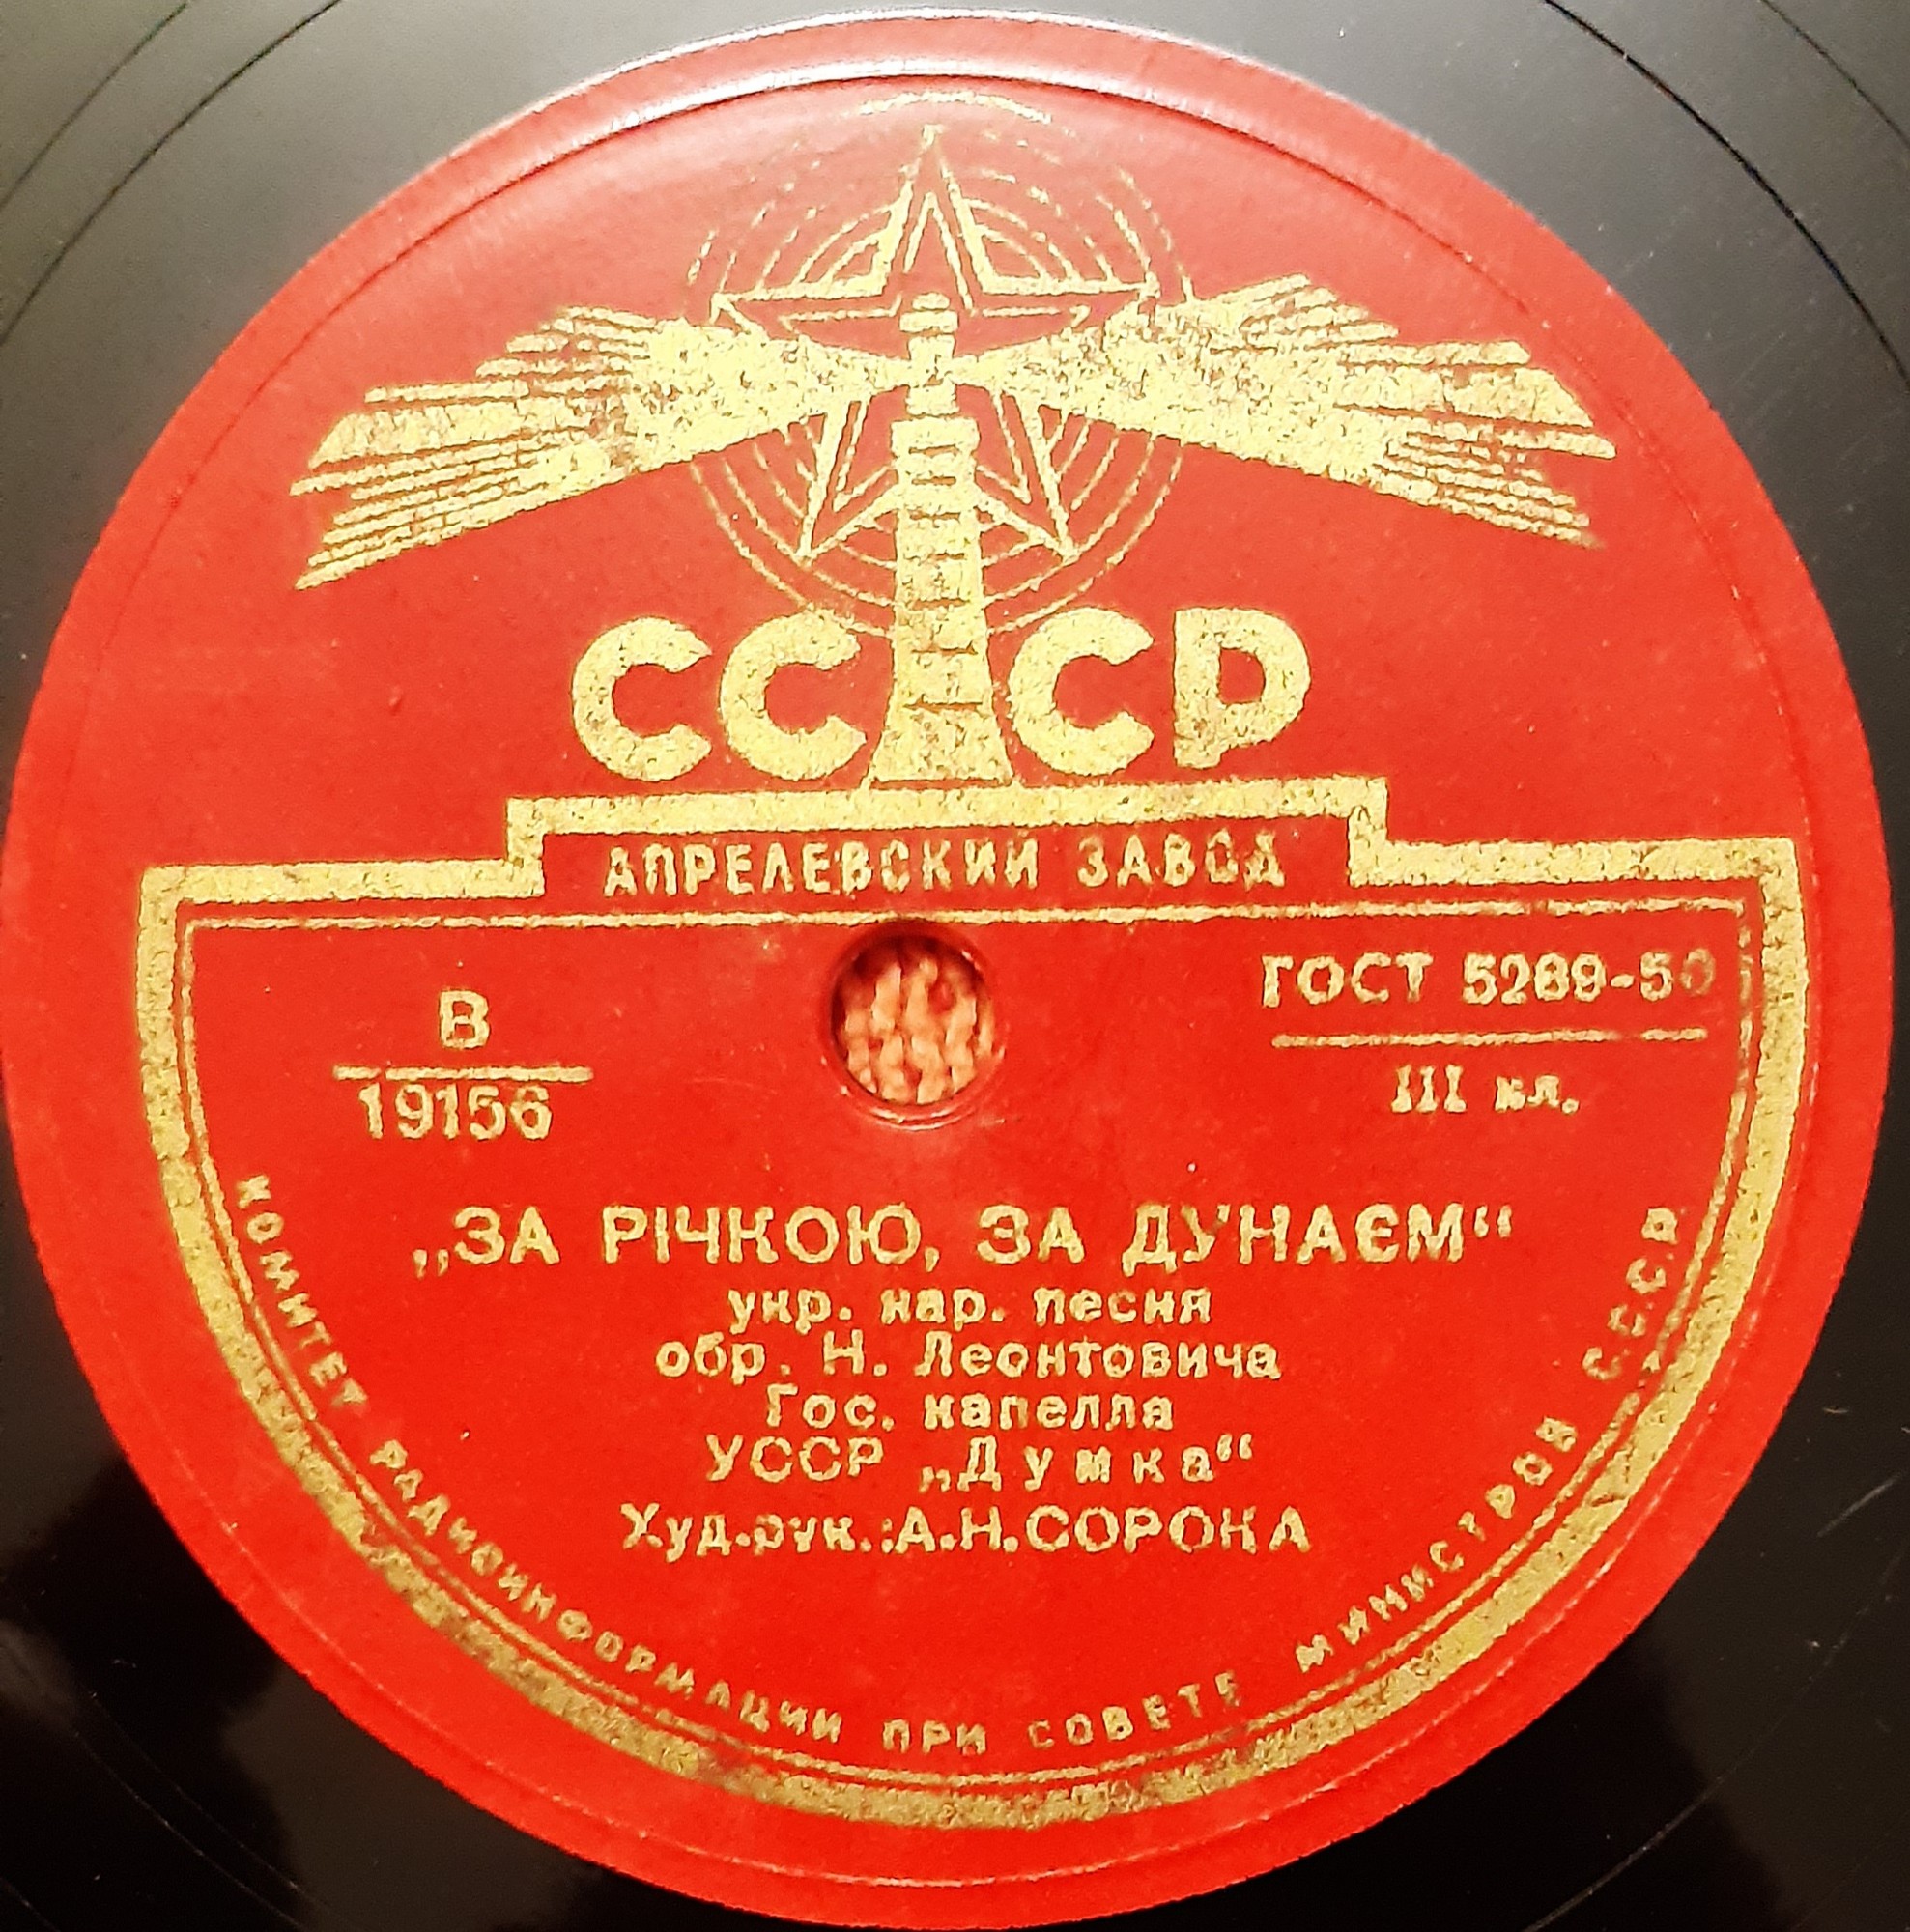 СССР
АПРЕЛЕВСКИЙ ЗАВОД
В
19156
ГОСТ 5289-50
III кл.
„ЗА РІЧКОЮ, ЗА ДУНАЄМ“
укр. нар. песня
обр. Н. Леонтовича
Гос. капелла
УССР „Думка“
Худ.рук.:А.Н.СОРОКА
КОМИТЕТ РАДИОИНФОРМАЦИИ ПРИ СОВЕТЕ МИНИСТРОВ С.С.С.Р.